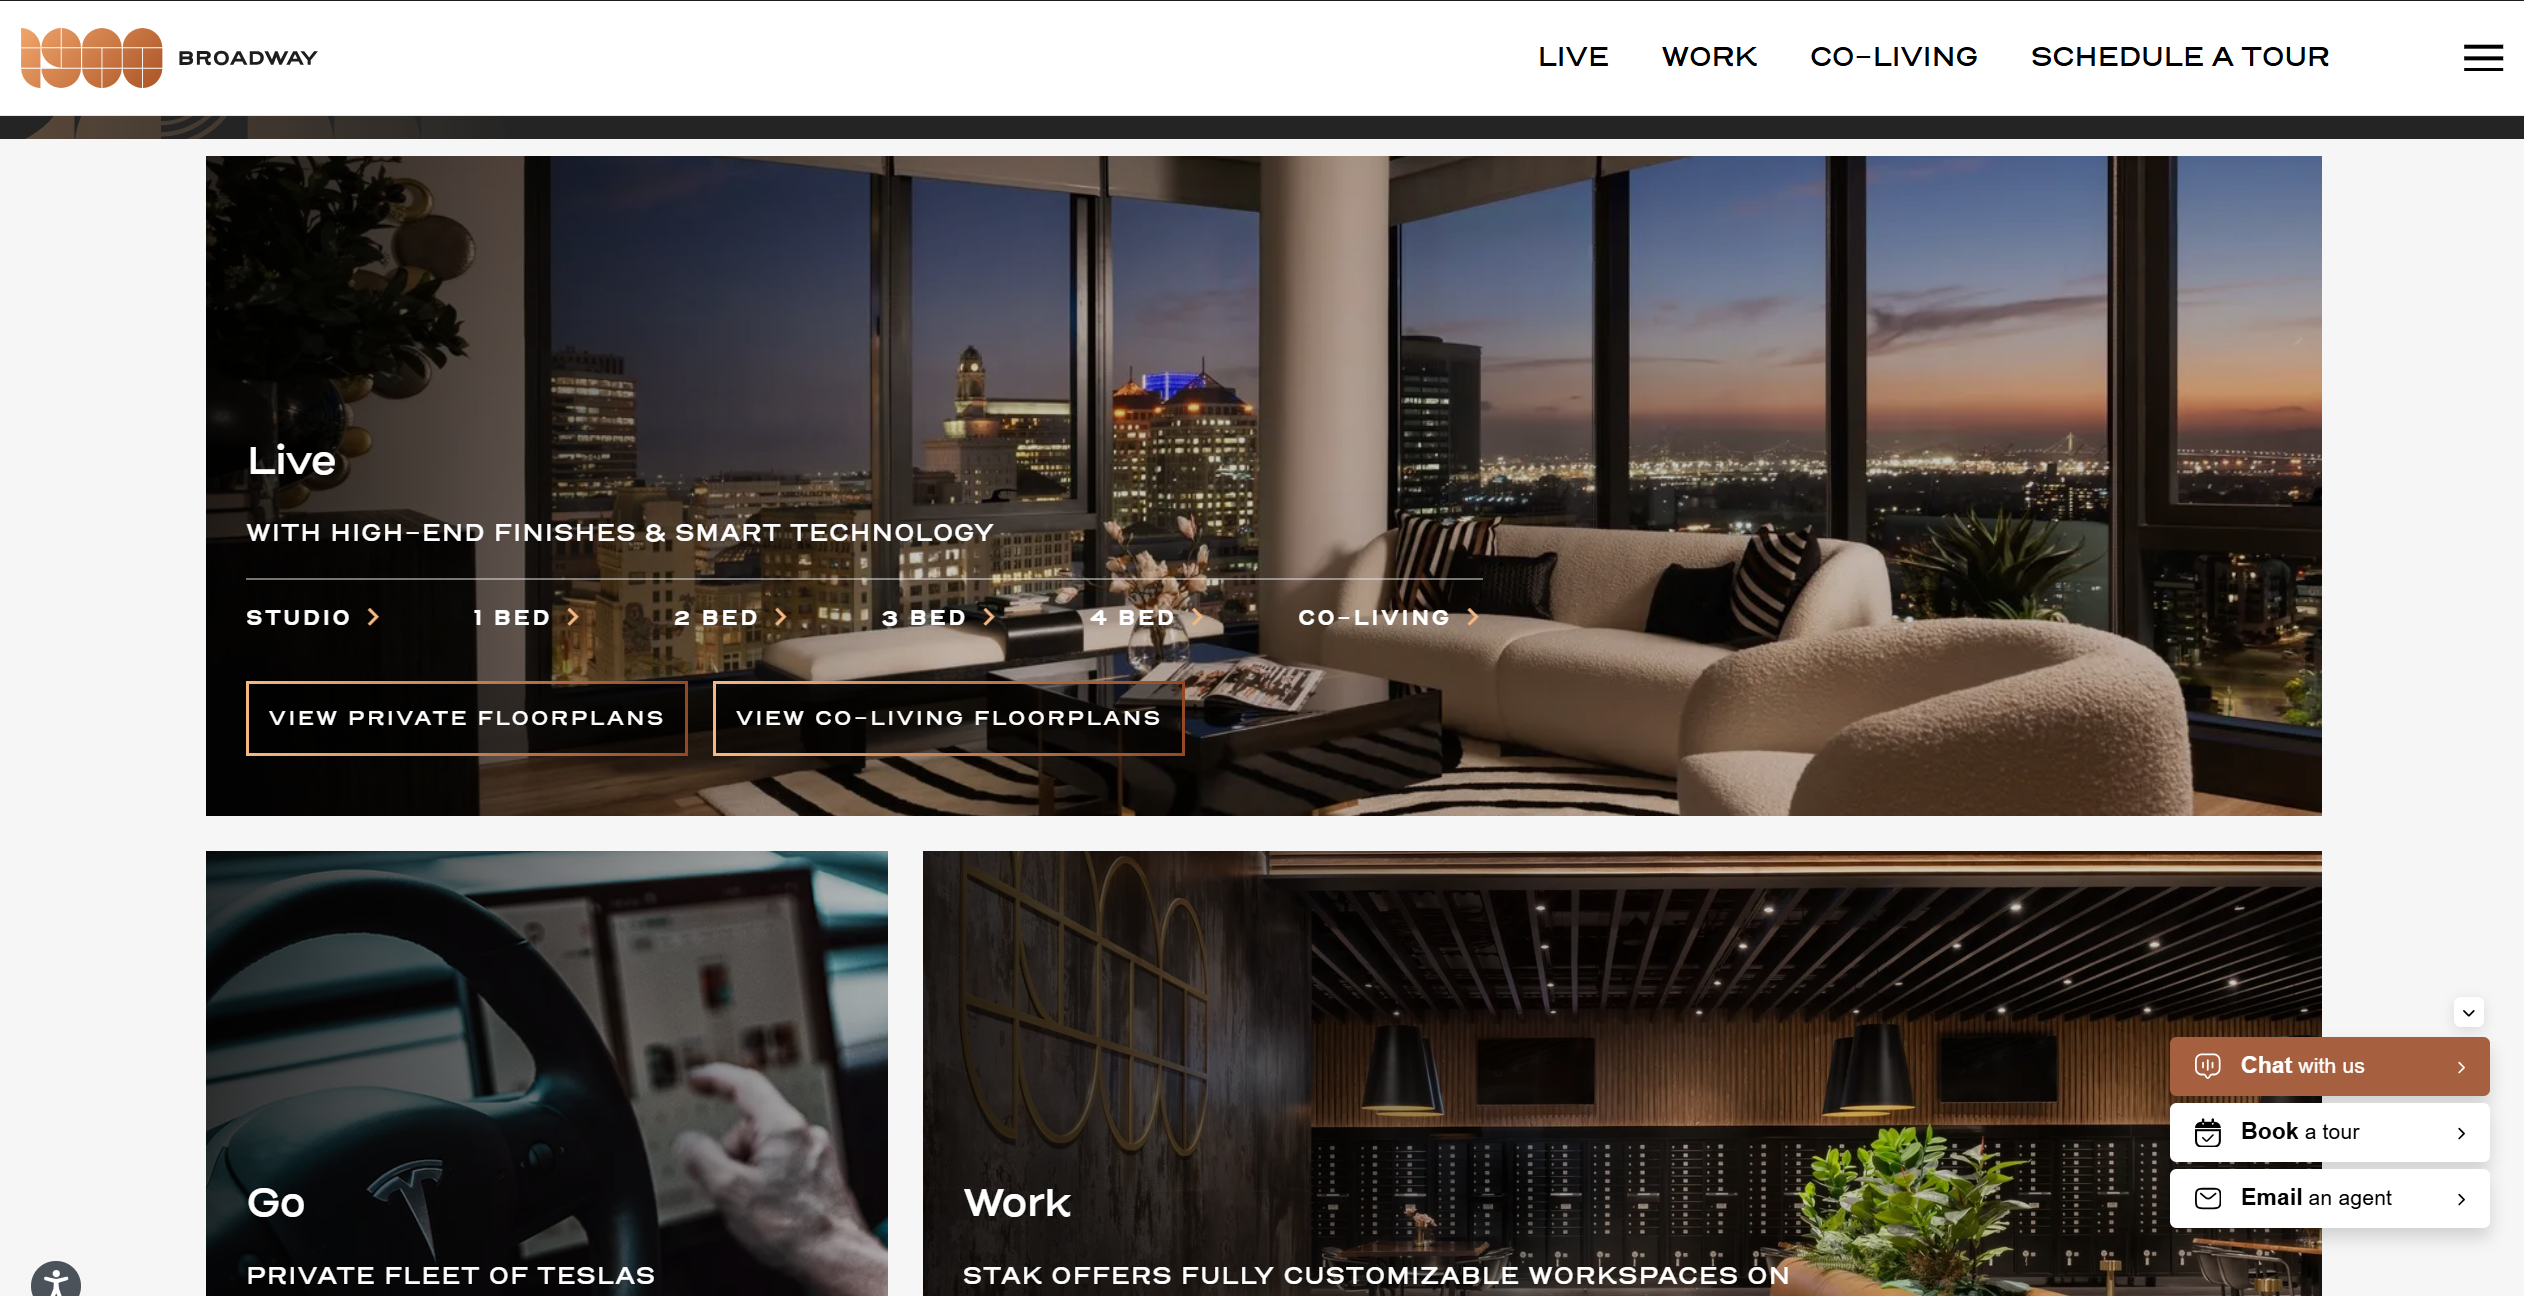 1900 BROADWAY
LIVE WORK CO-LIVING SCHEDULE A TOUR
Live
WITH HIGH-END FINISHES & SMART TECHNOLOGY
STUDIO 1 BED 2 BED 3 BED 4 BED CO-LIVING
VIEW PRIVATE FLOORPLANS VIEW CO-LIVING FLOORPLANS
Go
PRIVATE FLEET OF TESLAS
Work
STAK OFFERS FULLY CUSTOMIZABLE WORKSPACES ON
Chat with us
Book a tour
Email an agent